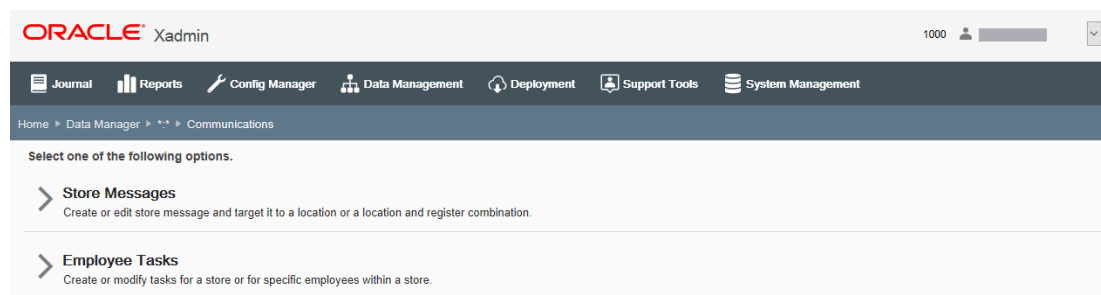 ORACLE Xadmin
1000
Journal Reports Config Manager Data Management Deployment Support Tools System Management
Home ▸ Data Manager ▸ *:* ▸ Communications
Select one of the following options.
Store Messages
Create or edit store message and target it to a location or a location and register combination.
Employee Tasks
Create or modify tasks for a store or for specific employees within a store.